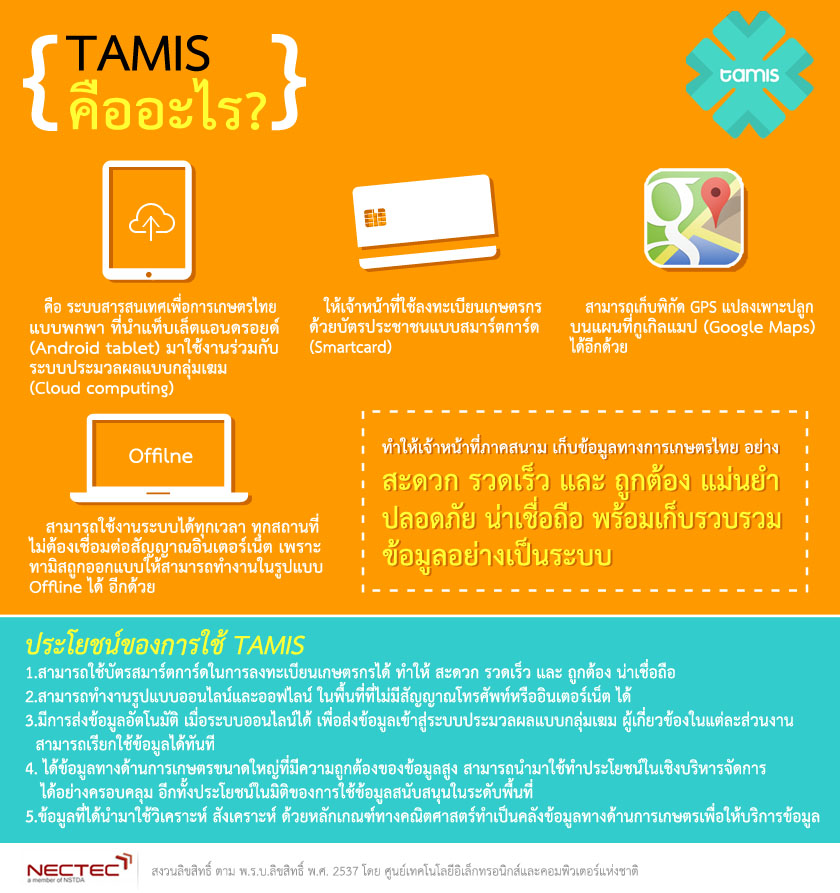 TAMIS
คืออะไร?
tamis
คือ ระบบสารสนเทศเพื่อการเกษตรไทย
แบบพกพา ที่นำแท็บเล็ตแอนดรอยด์
(Android tablet) มาใช้งานร่วมกับ
ระบบประมวลผลแบบกลุ่มเฆม
(Cloud computing)
ให้เจ้าหน้าที่ใช้ลงทะเบียนเกษตรกร
ด้วยบัตรประชาชนแบบสมาร์ตการ์ด
(Smartcard)
สามารถเก็บพิกัด GPS แปลงเพาะปลูก
บนแผนที่กูเกิลแมป (Google Maps)
ได้อีกด้วย
Offilne
สามารถใช้งานระบบได้ทุกเวลา ทุกสถานที่
ไม่ต้องเชื่อมต่อสัญญาณอินเตอร์เน็ต เพราะ
ทามิสถูกออกแบบให้สามารถทำงานในรูปแบบ
Offline ได้ อีกด้วย
ทำให้เจ้าหน้าที่ภาคสนาม เก็บข้อมูลทางการเกษตรไทย อย่าง
สะดวก รวดเร็ว และ ถูกต้อง แม่นยำ
ปลอดภัย น่าเชื่อถือ พร้อมเก็บรวบรวม
ข้อมูลอย่างเป็นระบบ
ประโยชน์ของการใช้ TAMIS
1.สามารถใช้บัตรสมาร์ตการ์ดในการลงทะเบียนเกษตรกรได้ ทำให้ สะดวก รวดเร็ว และ ถูกต้อง น่าเชื่อถือ
2.สามารถทำงานรูปแบบออนไลน์และออฟไลน์ ในพื้นที่ที่ไม่มีสัญญาณโทรศัพท์หรืออินเตอร์เน็ต ได้
3.มีการส่งข้อมูลอัตโนมัติ เมื่อระบบออนไลน์ได้ เพื่อส่งข้อมูลเข้าสู่ระบบประมวลผลแบบกลุ่มเฆม ผู้เกี่ยวข้องในแต่ละส่วนงาน
สามารถเรียกใช้ข้อมูลได้ทันที
4. ได้ข้อมูลทางด้านการเกษตรขนาดใหญ่ที่มีความถูกต้องของข้อมูลสูง สามารถนำมาใช้ทำประโยชน์ในเชิงบริหารจัดการ
ได้อย่างครอบคลุม อีกทั้งประโยชน์ในมิติของการใช้ข้อมูลสนับสนุนในระดับพื้นที่
5.ข้อมูลที่ได้นำมาใช้วิเคราะห์ สังเคราะห์ ด้วยหลักเกณฑ์ทางคณิตศาสตร์ทำเป็นคลังข้อมูลทางด้านการเกษตรเพื่อให้บริการข้อมูล
NECTEC
a member of NSTDA
สงวนลิขสิทธิ์ ตาม พ.ร.บ.ลิขสิทธิ์ พ.ศ. 2537 โดย ศูนย์เทคโนโลยีอิเล็กทรอนิกส์และคอมพิวเตอร์แห่งชาติ